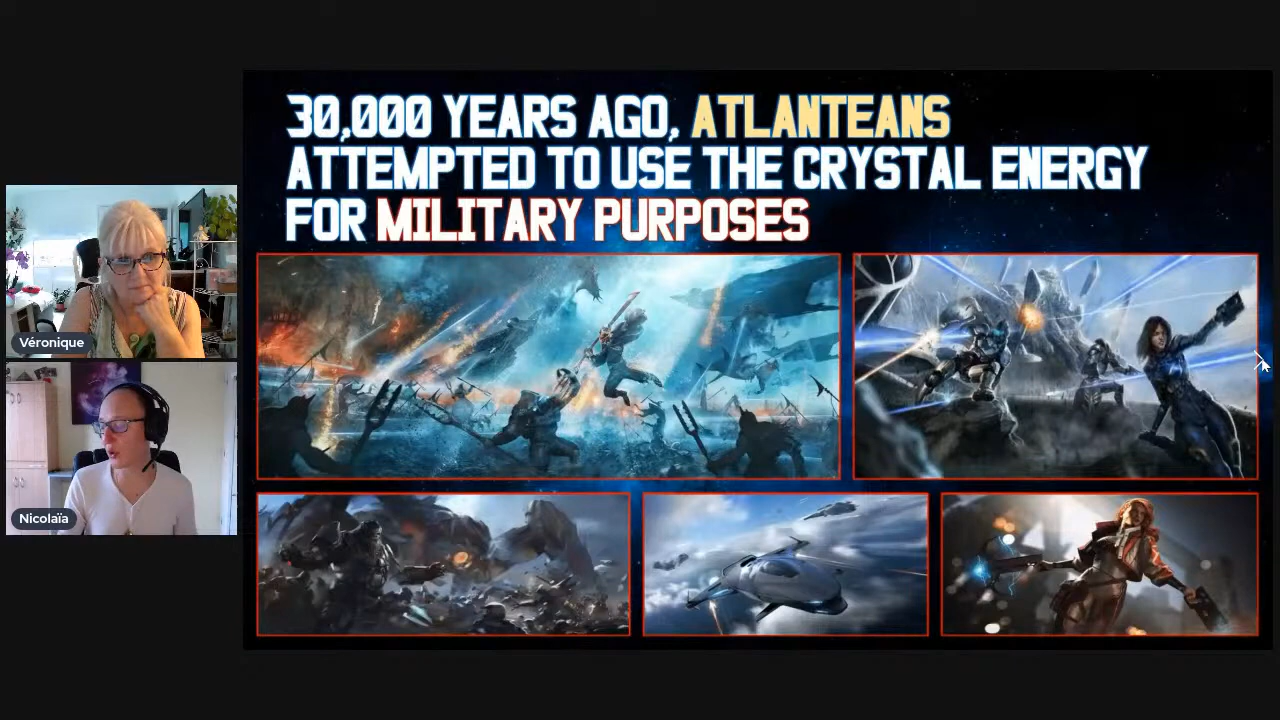 30,000 YEARS AGO, ATLANTEANS
ATTEMPTED TO USE THE CRYSTAL ENERGY
FOR MILITARY PURPOSES
Véronique
Nicolaïa